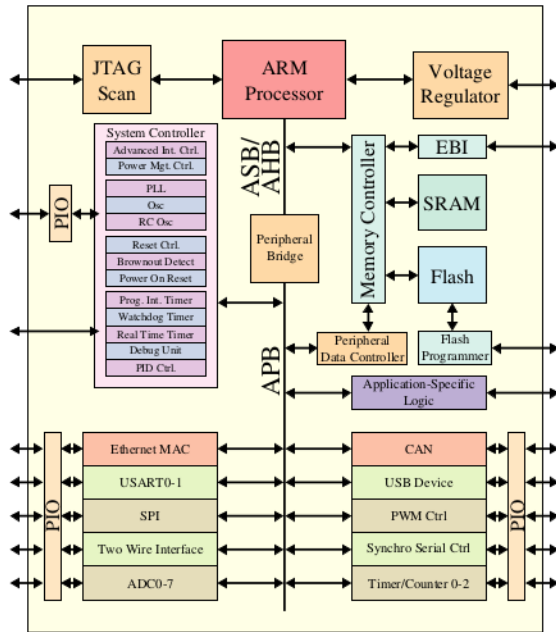 JTAG
Scan
ARM
Processor
Voltage
Regulator
System Controller
Advanced Int. Ctrl.
Power Mgt. Ctrl.
PLL
Osc
RC Osc
Reset Ctrl.
Brownout Detect
Power On Reset
Prog. Int. Timer
Watchdog Timer
Real Time Timer
Debug Unit
PID Ctrl.
PIO
ASB/
AHB
Peripheral
Bridge
APB
Memory Controller
EBI
SRAM
Flash
Peripheral
Data Controller
Flash
Programmer
Application-Specific
Logic
PIO
Ethernet MAC
USART0-1
SPI
Two Wire Interface
ADC0-7
CAN
USB Device
PWM Ctrl
Synchro Serial Ctrl
Timer/Counter 0-2
PIO